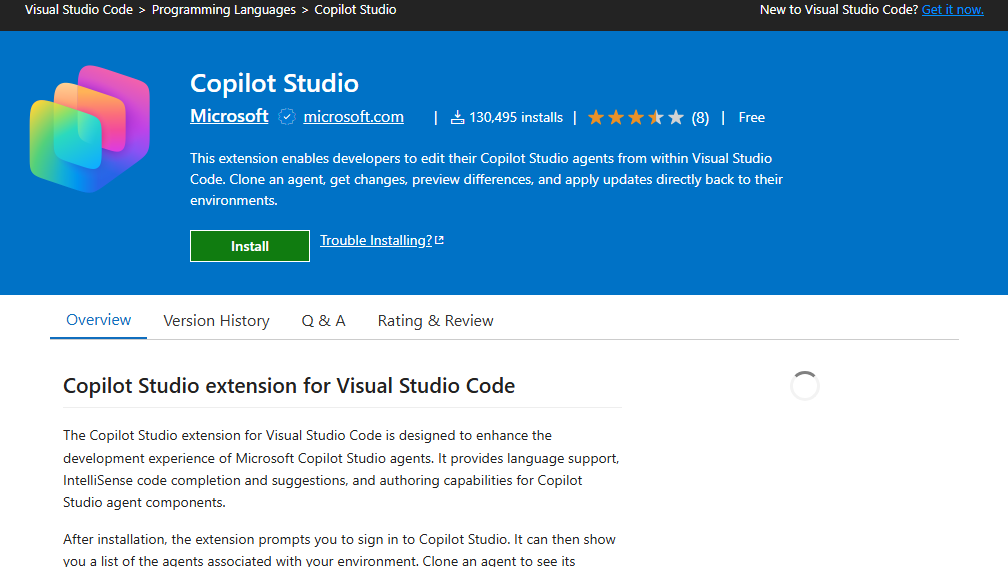 Visual Studio Code > Programming Languages > Copilot Studio
New to Visual Studio Code? Get it now.
Copilot Studio
Microsoft microsoft.com | 130,495 installs | (8) | Free
This extension enables developers to edit their Copilot Studio agents from within Visual Studio
Code. Clone an agent, get changes, preview differences, and apply updates directly back to their
environments.
Install Trouble Installing?
Overview Version History Q & A Rating & Review
Copilot Studio extension for Visual Studio Code
The Copilot Studio extension for Visual Studio Code is designed to enhance the
development experience of Microsoft Copilot Studio agents. It provides language support,
IntelliSense code completion and suggestions, and authoring capabilities for Copilot
Studio agent components.
After installation, the extension prompts you to sign in to Copilot Studio. It can then show
you a list of the agents associated with your environment. Clone an agent to see its